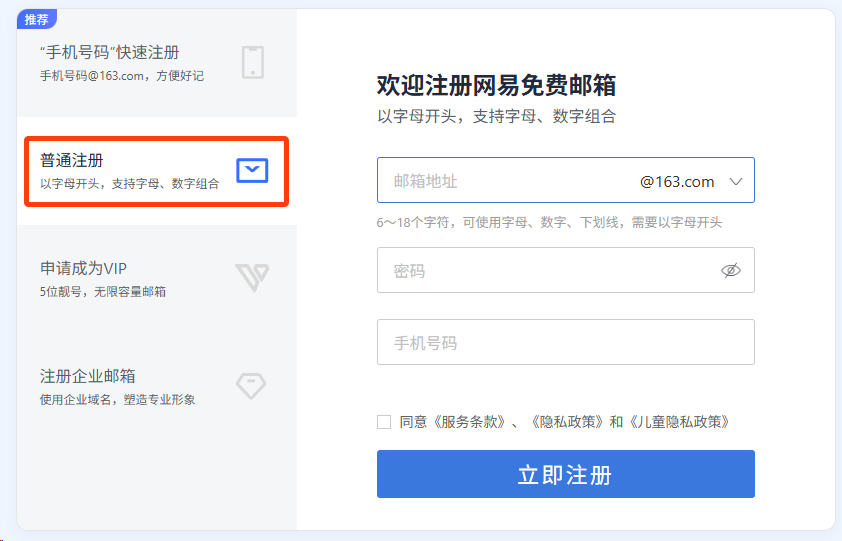 推荐
“手机号码”快速注册
手机号码@163.com，方便好记
普通注册
以字母开头，支持字母、数字组合
申请成为VIP
5位靓号，无限容量邮箱
注册企业邮箱
使用企业域名，塑造专业形象
欢迎注册网易免费邮箱
以字母开头，支持字母、数字组合
邮箱地址 @163.com
6～18个字符，可使用字母、数字、下划线，需要以字母开头
密码
手机号码
同意《服务条款》、《隐私政策》和《儿童隐私政策》
立即注册